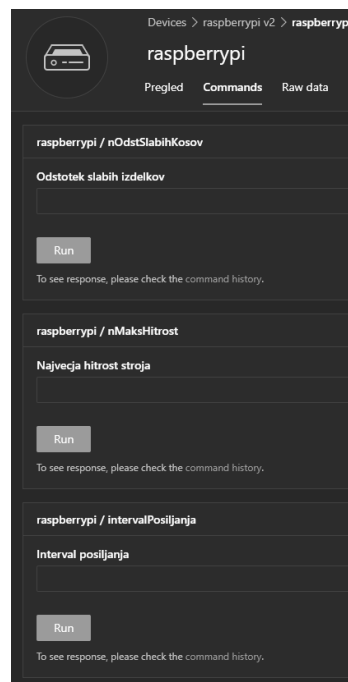 Devices > raspberrypi v2 > raspberryp
raspberrypi
Pregled Commands Raw data
raspberrypi / nOdstSlabihKosov
Odstotek slabih izdelkov
Run
To see response, please check the command history.
raspberrypi / nMaksHitrost
Najvecja hitrost stroja
Run
To see response, please check the command history.
raspberrypi / intervalPosiljanja
Interval posiljanja
Run
To see response, please check the command history.